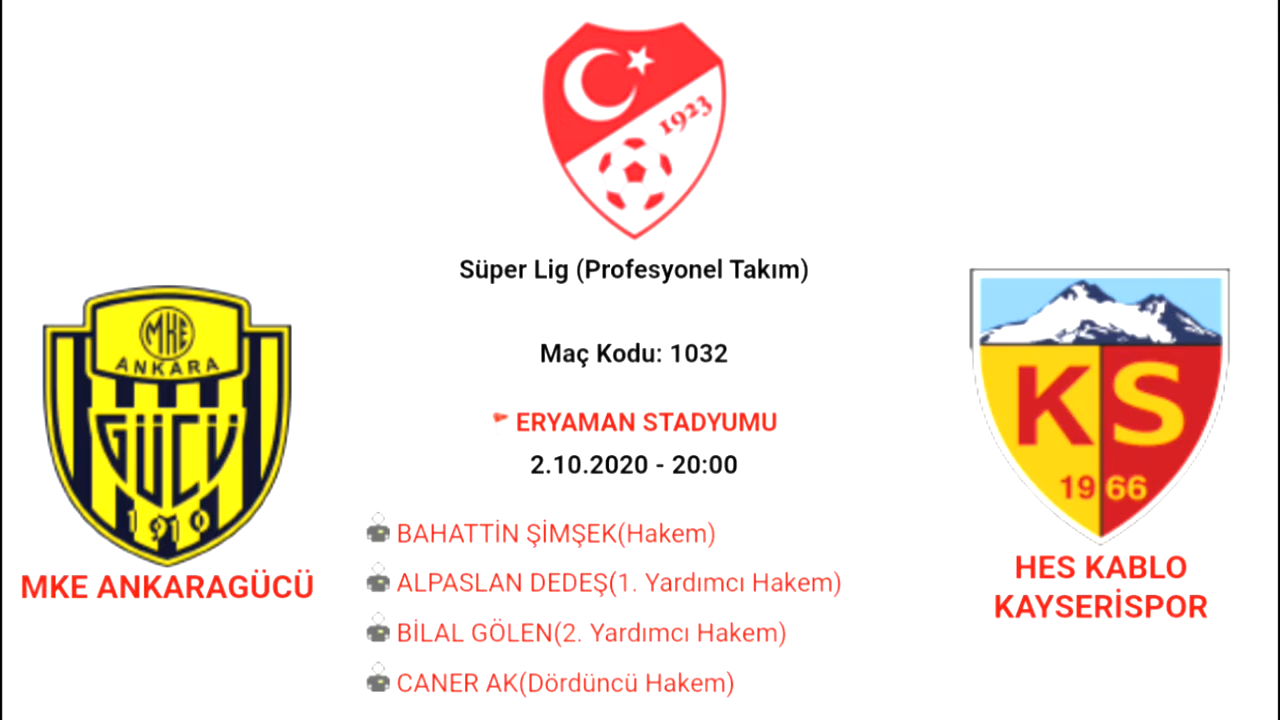 1923
Süper Lig (Profesyonel Takım)
Maç Kodu: 1032
ERYAMAN STADYUMU
2.10.2020 - 20:00
BAHATTİN ŞİMŞEK(Hakem)
ALPASLAN DEDEŞ(1. Yardımcı Hakem)
BİLAL GÖLEN(2. Yardımcı Hakem)
CANER AK(Dördüncü Hakem)
MKE
ANKARA
GÜCÜ
1910
MKE ANKARAGÜCÜ
KS
19 66
HES KABLO
KAYSERİSPOR